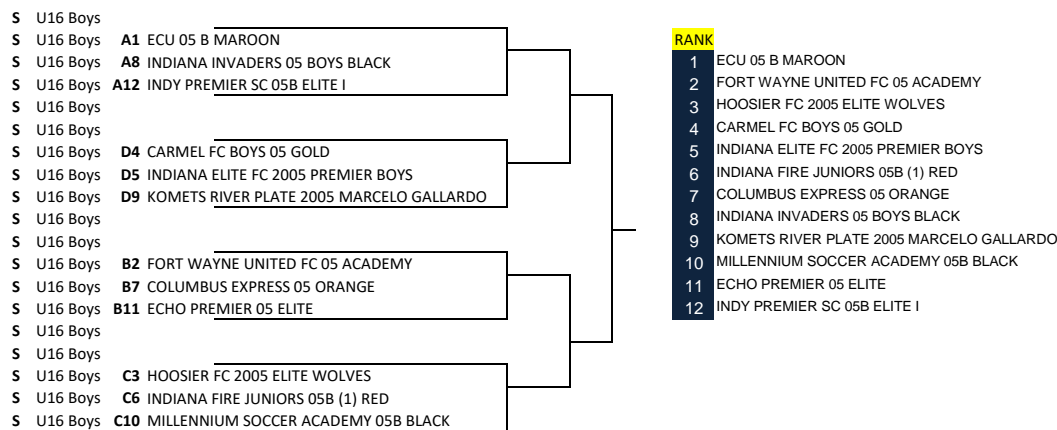 S U16 Boys
S U16 Boys A1 ECU 05 B MAROON
S U16 Boys A8 INDIANA INVADERS 05 BOYS BLACK
S U16 Boys A12 INDY PREMIER SC 05B ELITE I
S U16 Boys
S U16 Boys
S U16 Boys D4 CARMEL FC BOYS 05 GOLD
S U16 Boys D5 INDIANA ELITE FC 2005 PREMIER BOYS
S U16 Boys D9 KOMETS RIVER PLATE 2005 MARCELO GALLARDO
S U16 Boys
S U16 Boys
S U16 Boys B2 FORT WAYNE UNITED FC 05 ACADEMY
S U16 Boys B7 COLUMBUS EXPRESS 05 ORANGE
S U16 Boys B11 ECHO PREMIER 05 ELITE
S U16 Boys
S U16 Boys
S U16 Boys C3 HOOSIER FC 2005 ELITE WOLVES
S U16 Boys C6 INDIANA FIRE JUNIORS 05B (1) RED
S U16 Boys C10 MILLENNIUM SOCCER ACADEMY 05B BLACK
RANK
1 ECU 05 B MAROON
2 FORT WAYNE UNITED FC 05 ACADEMY
3 HOOSIER FC 2005 ELITE WOLVES
4 CARMEL FC BOYS 05 GOLD
5 INDIANA ELITE FC 2005 PREMIER BOYS
6 INDIANA FIRE JUNIORS 05B (1) RED
7 COLUMBUS EXPRESS 05 ORANGE
8 INDIANA INVADERS 05 BOYS BLACK
9 KOMETS RIVER PLATE 2005 MARCELO GALLARDO
10 MILLENNIUM SOCCER ACADEMY 05B BLACK
11 ECHO PREMIER 05 ELITE
12 INDY PREMIER SC 05B ELITE I